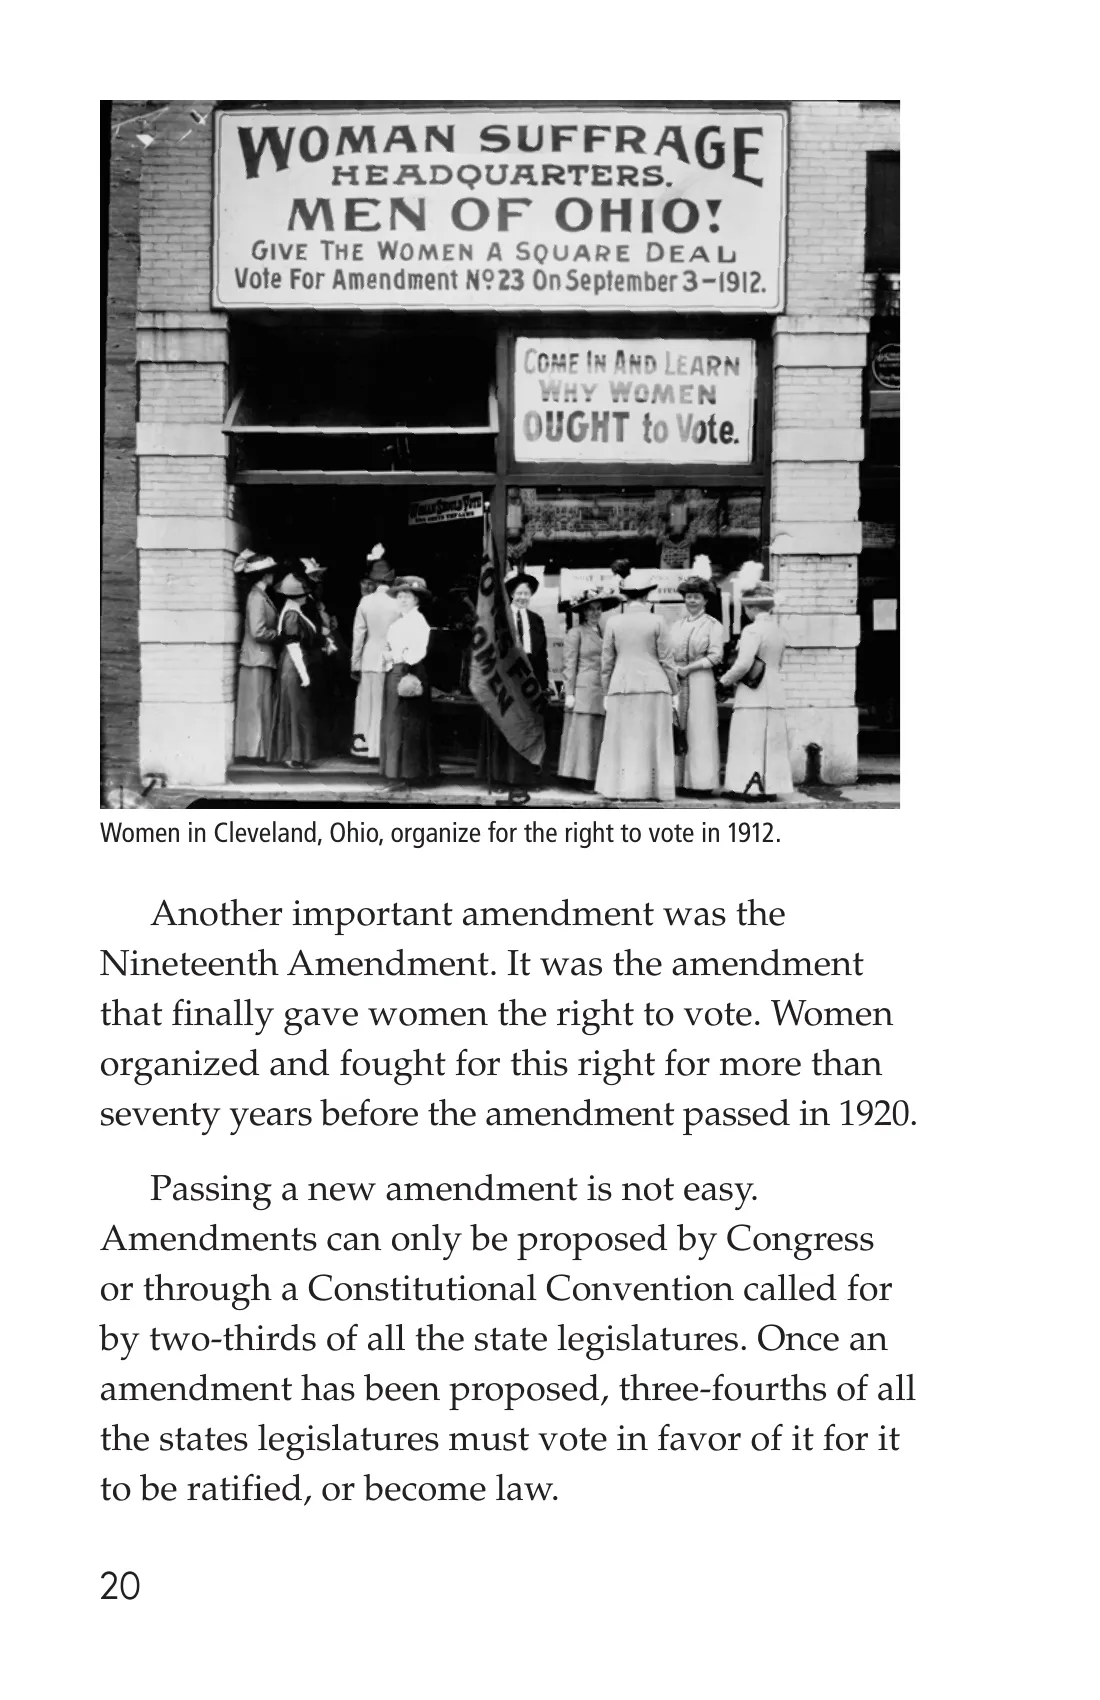 WOMAN SUFFRAGE
HEADQUARTERS.
MEN OF OHIO!
GIVE THE WOMEN A SQUARE DEAL
Vote For Amendment Nº 23 On September 3-1912.
COME IN AND LEARN
WHY WOMEN
OUGHT to Vote.
VOTES FOR
WOMEN
C
B
A
Women in Cleveland, Ohio, organize for the right to vote in 1912.
Another important amendment was the
Nineteenth Amendment. It was the amendment
that finally gave women the right to vote. Women
organized and fought for this right for more than
seventy years before the amendment passed in 1920.
Passing a new amendment is not easy.
Amendments can only be proposed by Congress
or through a Constitutional Convention called for
by two-thirds of all the state legislatures. Once an
amendment has been proposed, three-fourths of all
the states legislatures must vote in favor of it for it
to be ratified, or become law.
20